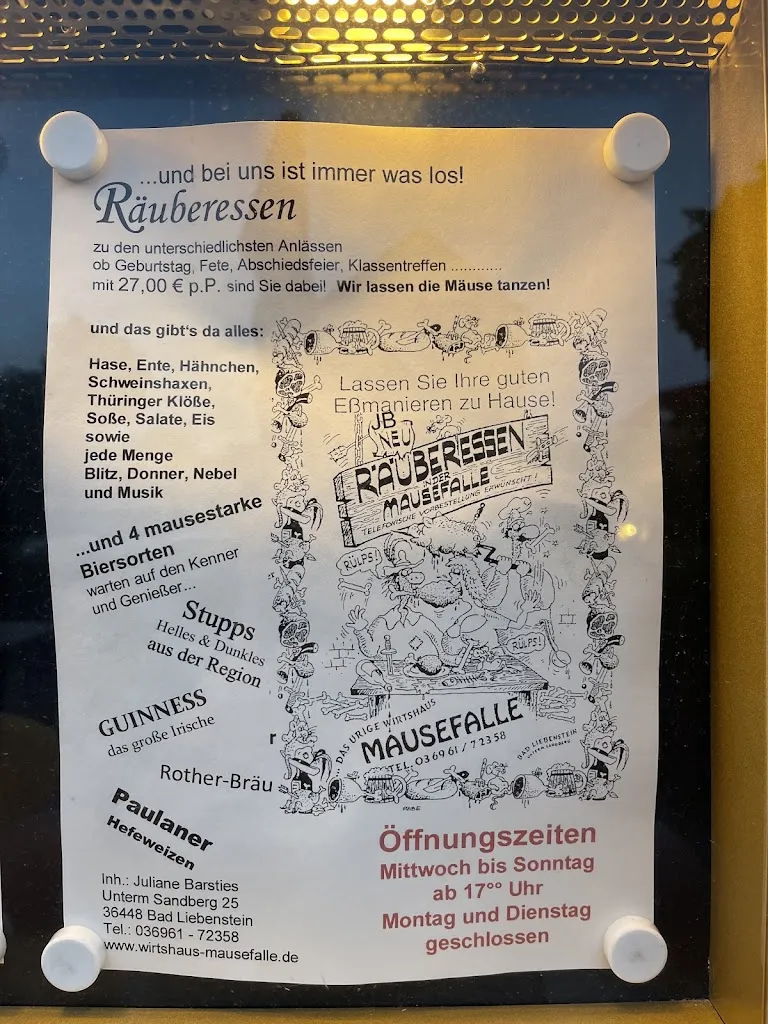 ...und bei uns ist immer was los!
Räuberessen
zu den unterschiedlichsten Anlässen
ob Geburtstag, Fete, Abschiedsfeier, Klassentreffen ............
mit 27,00 € p.P. sind Sie dabei! Wir lassen die Mäuse tanzen!
und das gibt's da alles:
Hase, Ente, Hähnchen,
Schweinshaxen,
Thüringer Klöße,
Soße, Salate, Eis
sowie
jede Menge
Blitz, Donner, Nebel
und Musik
...und 4 mausestarke
Biersorten
warten auf den Kenner
und Genießer...
Stupps
Helles & Dunkles
aus der Region
GUINNESS
das große Irische
r
Rother-Bräu
Paulaner
Hefeweizen
Inh.: Juliane Barsties
Unterm Sandberg 25
36448 Bad Liebenstein
Tel.: 036961 - 72358
www.wirtshaus-mausefalle.de
Lassen Sie Ihre guten
Eßmanieren zu Hause!
JB
NEU
RÄUBERESSEN
IN DER
MAUSEFALLE
TELEFONISCHE VORBESTELLUNG ERWÜNSCHT!
RÜLPS!
RÜLPS!
...DAS URIGE WIRTSHAUS
MAUSEFALLE
TEL. 036961/72358
BAD LIEBENSTEIN
UNTERM SANDBERG
Öffnungszeiten
Mittwoch bis Sonntag
ab 17°° Uhr
Montag und Dienstag
geschlossen